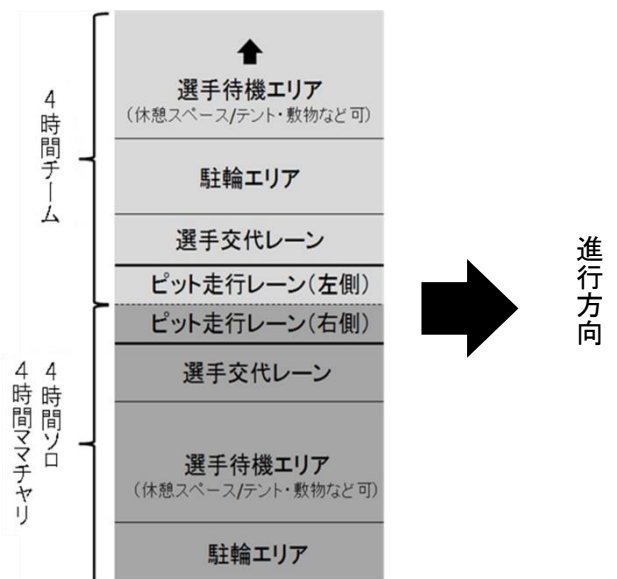 4時間チーム
選手待機エリア
(休憩スペース/テント・敷物など可)
駐輪エリア
選手交代レーン
ピット走行レーン(左側)
ピット走行レーン(右側)
選手交代レーン
選手待機エリア
(休憩スペース/テント・敷物など可)
駐輪エリア
4時間ソロ
4時間ママチャリ
進行方向